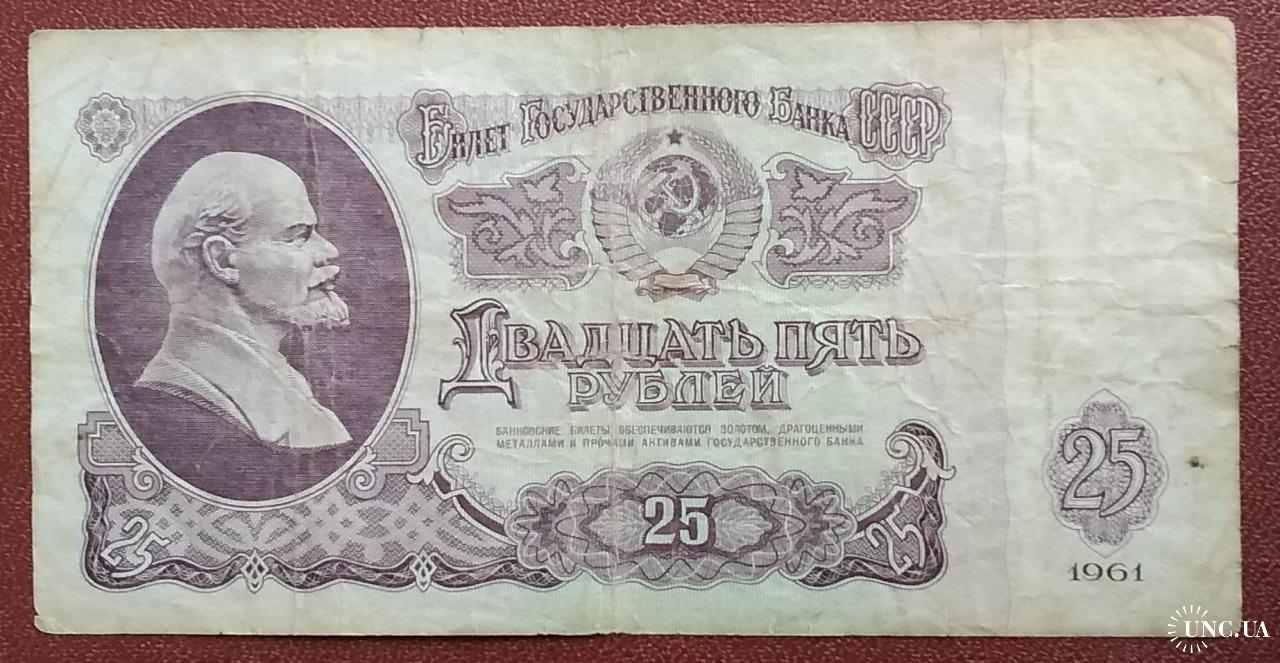 Билет Государственного Банка СССР
Двадцать пять
рублей
БАНКОВСКИЕ БИЛЕТЫ ОБЕСПЕЧИВАЮТСЯ ЗОЛОТОМ, ДРАГОЦЕННЫМИ
МЕТАЛЛАМИ И ПРОЧИМИ АКТИВАМИ ГОСУДАРСТВЕННОГО БАНКА
25
25
25
25
1961
UNC.UA